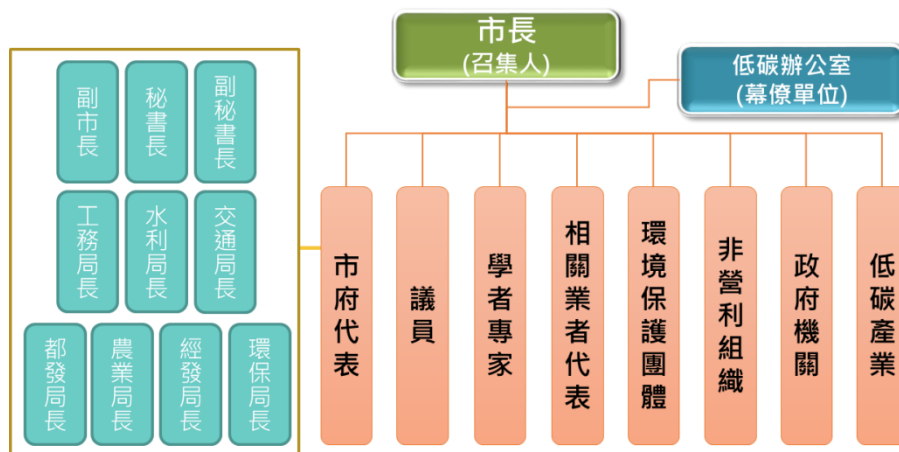 市長
(召集人)
低碳辦公室
(幕僚單位)
副市長
秘書長
副秘書長
工務局長
水利局長
交通局長
都發局長
農業局長
經發局長
環保局長
市府代表
議員
學者專家
相關業者代表
環境保護團體
非營利組織
政府機關
低碳產業